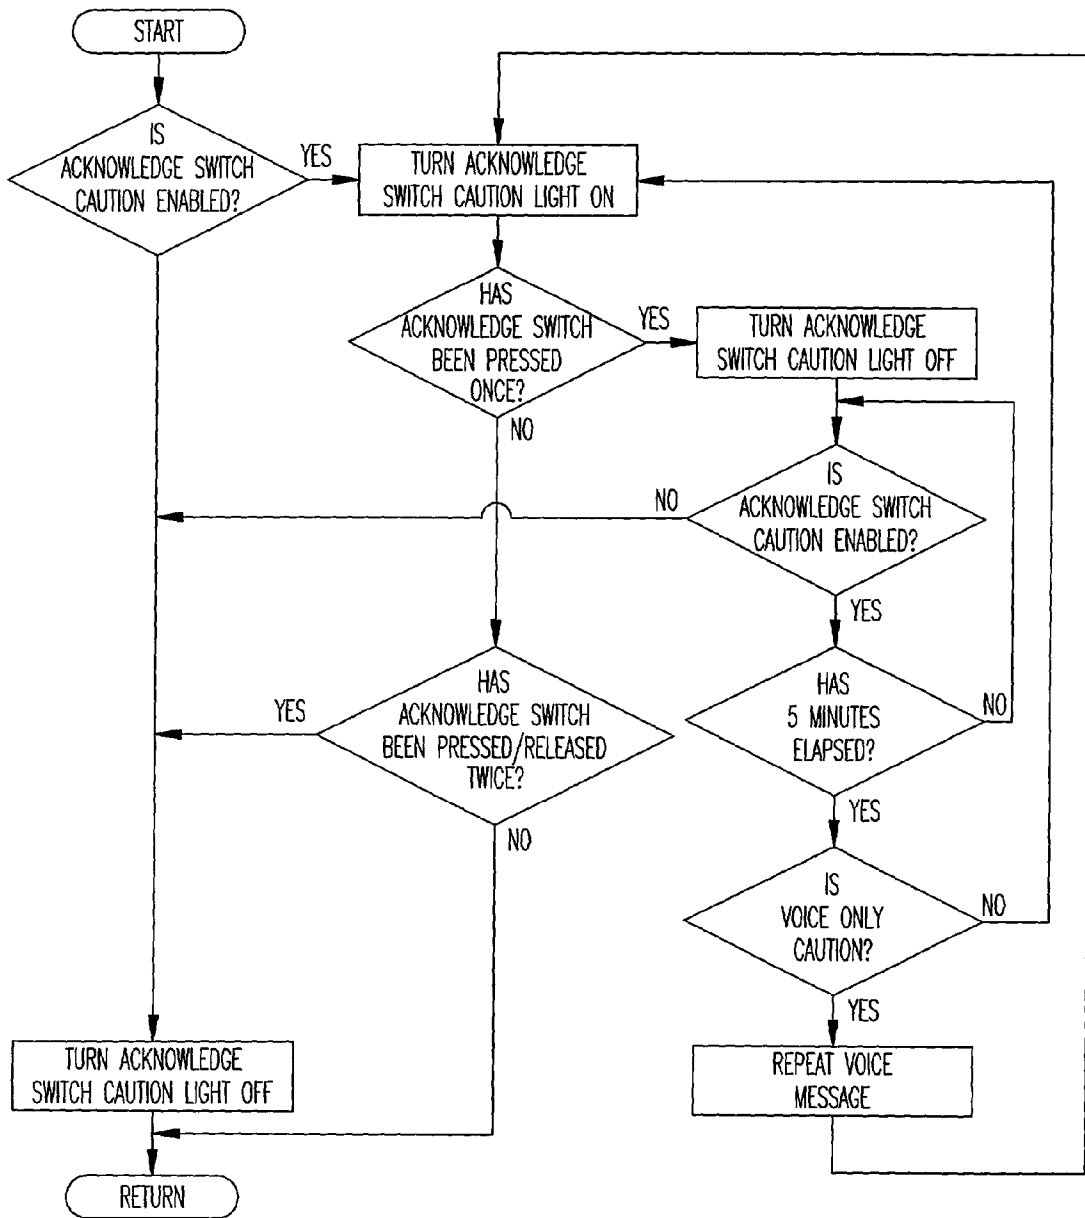 START
IS
ACKNOWLEDGE SWITCH
CAUTION ENABLED?
YES
TURN ACKNOWLEDGE
SWITCH CAUTION LIGHT ON
HAS
ACKNOWLEDGE SWITCH
BEEN PRESSED
ONCE?
YES
NO
TURN ACKNOWLEDGE
SWITCH CAUTION LIGHT OFF
IS
ACKNOWLEDGE SWITCH
CAUTION ENABLED?
NO
YES
HAS
ACKNOWLEDGE SWITCH
BEEN PRESSED/RELEASED
TWICE?
YES
NO
HAS
5 MINUTES
ELAPSED?
NO
YES
IS
VOICE ONLY
CAUTION?
NO
YES
REPEAT VOICE
MESSAGE
TURN ACKNOWLEDGE
SWITCH CAUTION LIGHT OFF
RETURN